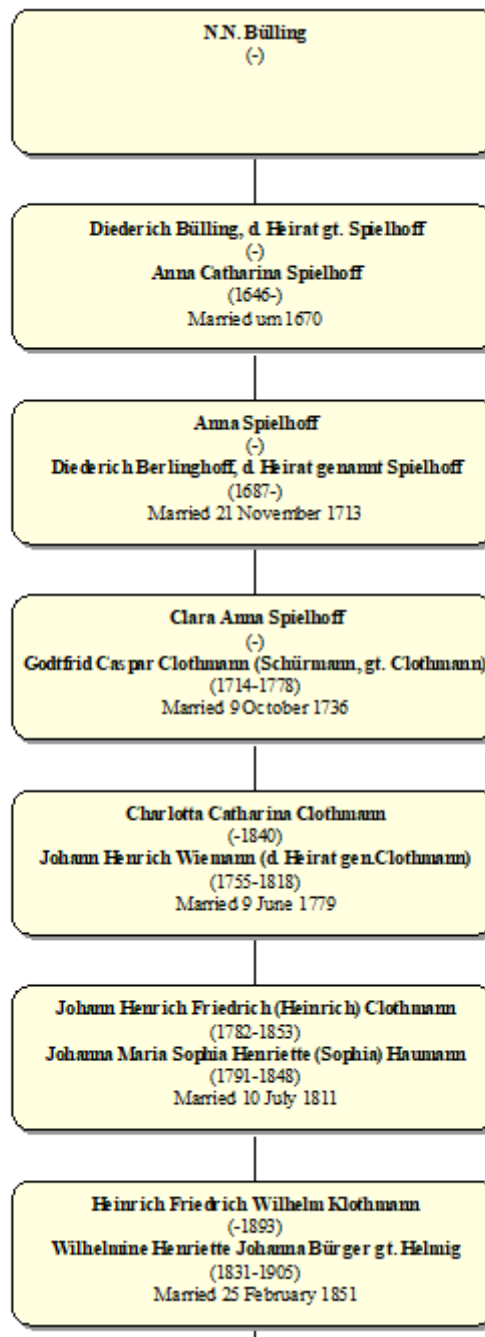 N.N. Bülling
(-)
Diederich Bülling, d. Heirat gt. Spielhoff
(-)
Anna Catharina Spielhoff
(1646-)
Married um 1670
Anna Spielhoff
(-)
Diederich Berlinghoff, d. Heirat genannt Spielhoff
(1687-)
Married 21 November 1713
Clara Anna Spielhoff
(-)
Godtfrid Caspar Clothmann (Schürmann, gt. Clothmann)
(1714-1778)
Married 9 October 1736
Charlotta Catharina Clothmann
(-1840)
Johann Henrich Wiemann (d. Heirat gen.Clothmann)
(1755-1818)
Married 9 June 1779
Johann Henrich Friedrich (Heinrich) Clothmann
(1782-1853)
Johanna Maria Sophia Henriette (Sophia) Haumann
(1791-1848)
Married 10 July 1811
Heinrich Friedrich Wilhelm Klothmann
(-1893)
Wilhelmine Henriette Johanna Bürger gt. Helmig
(1831-1905)
Married 25 February 1851